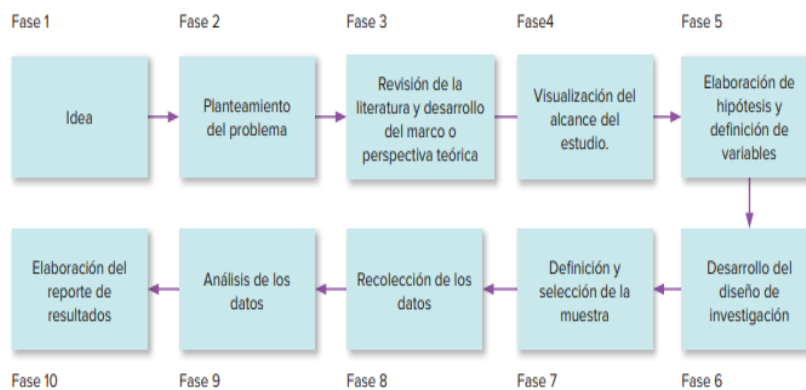 Fase 1
Fase 2
Fase 3
Fase4
Fase 5
Idea
Planteamiento
del problema
Revisión de la
literatura y desarrollo
del marco o
perspectiva teórica
Visualización del
alcance del
estudio.
Elaboración de
hipótesis y
definición de
variables
Elaboración del
reporte de
resultados
Análisis de los
datos
Recolección de los
datos
Definición y
selección de la
muestra
Desarrollo del
diseño de
investigación
Fase 10
Fase 9
Fase 8
Fase 7
Fase 6